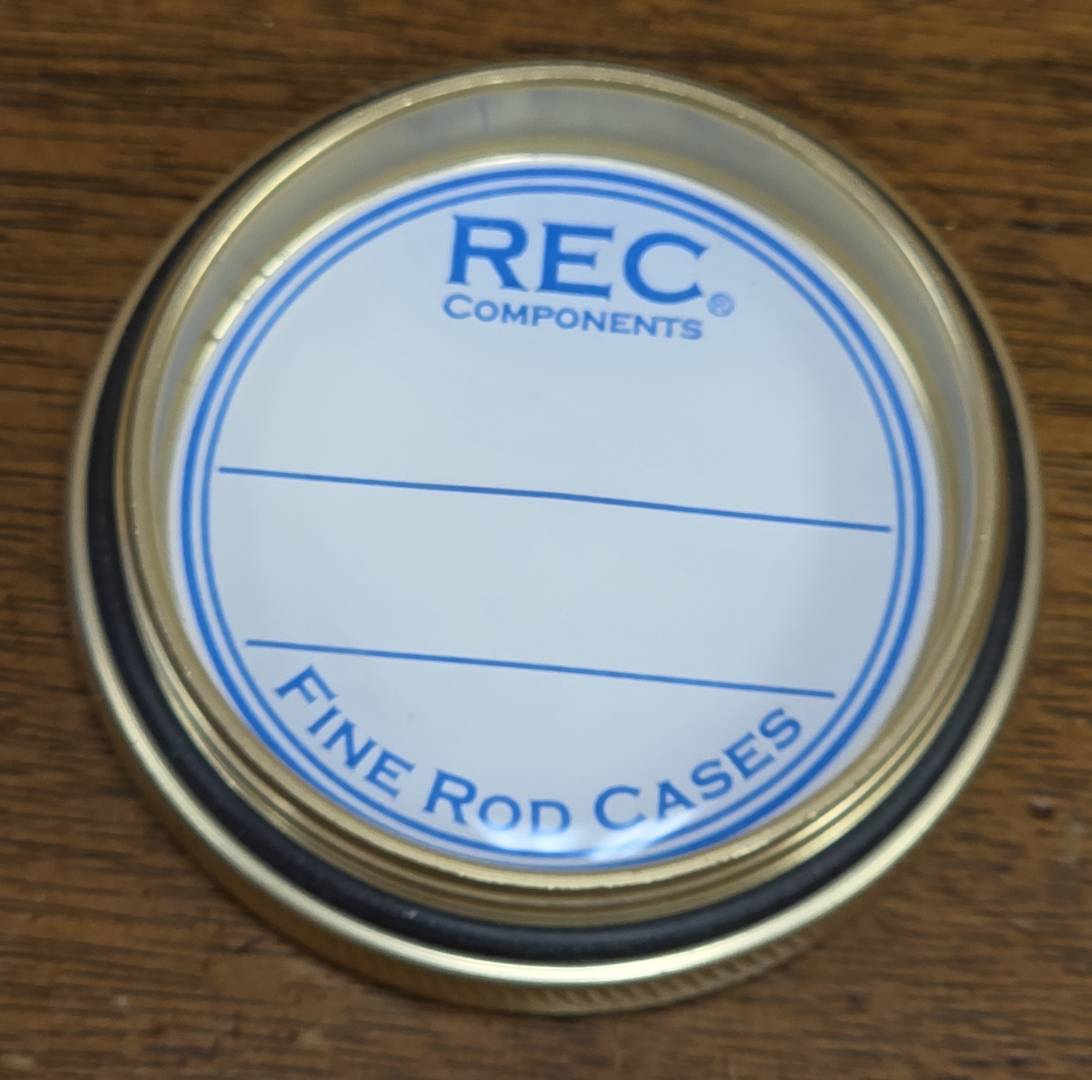 REC®
COMPONENTS
FINE ROD CASES